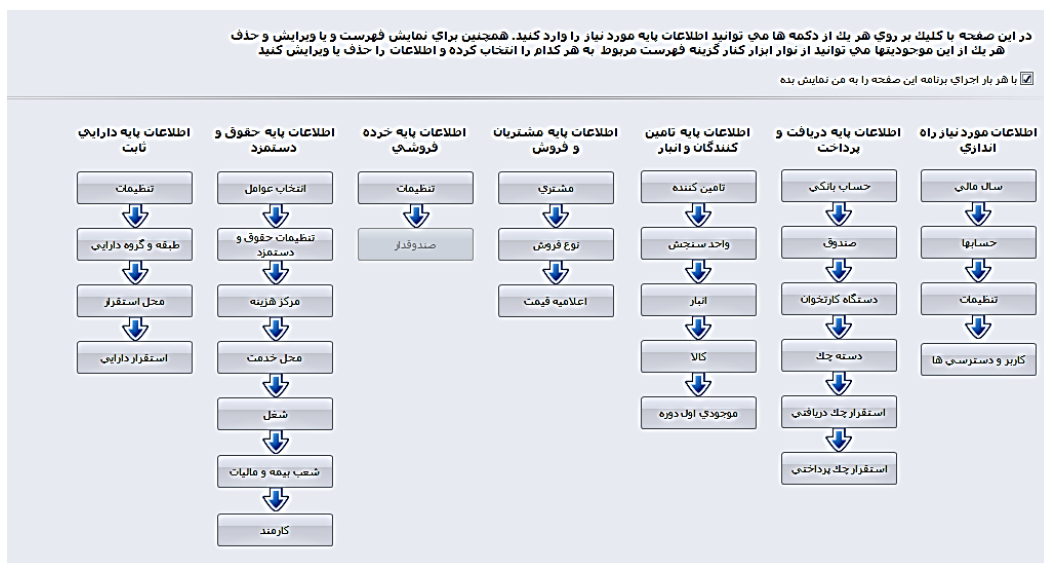 در اين صفحه با كليك بر روي هر يك از دكمه ها مي توانيد اطلاعات پايه مورد نياز را وارد كنيد. همچنين براي نمايش فهرست و يا ويرايش و حذف
هر يك از اين موجوديتها مي توانيد از نوار ابزار كنار گزينه فهرست مربوط به هر كدام را انتخاب كرده و اطلاعات را حذف يا ويرايش كنيد
با هر بار اجراي برنامه اين صفحه را به من نمايش بده
اطلاعات مورد نياز راه
اندازي
سال مالي
حسابها
تنظيمات
كاربر و دسترسي ها
اطلاعات پايه دريافت و
پرداخت
حساب بانكي
صندوق
دستگاه كارتخوان
دسته چك
استقرار چك دريافتي
استقرار چك پرداختي
اطلاعات پايه تامين
كنندگان و انبار
تامين كننده
واحد سنجش
انبار
كالا
موجودي اول دوره
اطلاعات پايه مشتريان
و فروش
مشتري
نوع فروش
اعلاميه قيمت
اطلاعات پايه خرده
فروشي
تنظيمات
صندوقدار
اطلاعات پايه حقوق و
دستمزد
انتخاب عوامل
تنظيمات حقوق و
دستمزد
مركز هزينه
محل خدمت
شغل
شعب بيمه و ماليات
كارمند
اطلاعات پايه دارايي
ثابت
تنظيمات
طبقه و گروه دارايي
محل استقرار
استقرار دارايي